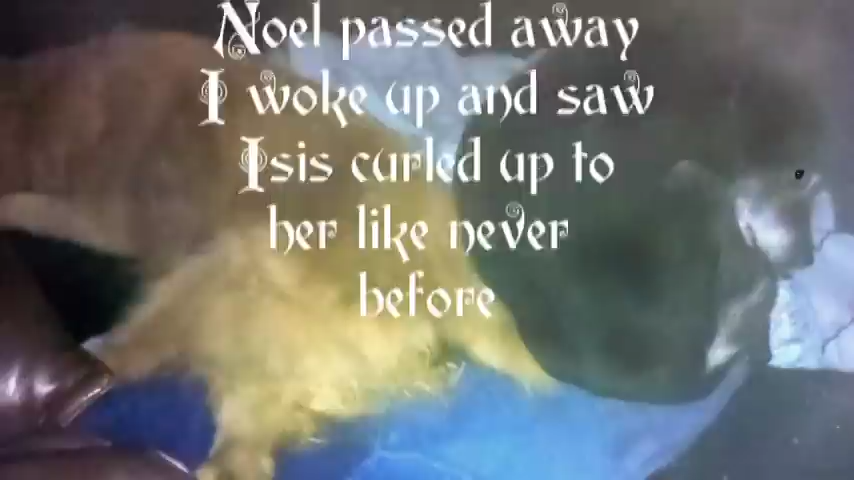 Noel passed away
I woke up and saw
Isis curled up to
her like never
before